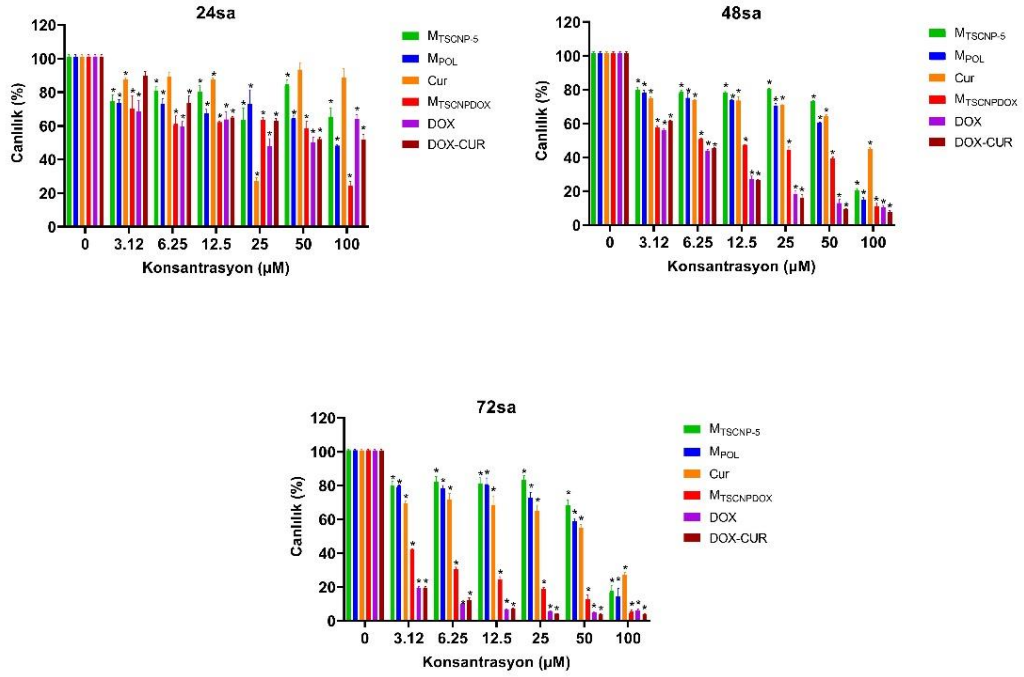 24sa
120
100
80
60
40
20
0
Canlılık (%)
0 3.12 6.25 12.5 25 50 100
Konsantrasyon (μM)
MTSCNP-5
MPOL
Cur
MTSCNPDOX
DOX
DOX-CUR
48sa
120
100
80
60
40
20
0
Canlılık (%)
0 3.12 6.25 12.5 25 50 100
Konsantrasyon (μM)
MTSCNP-5
MPOL
Cur
MTSCNPDOX
DOX
DOX-CUR
72sa
120
100
80
60
40
20
0
Canlılık (%)
0 3.12 6.25 12.5 25 50 100
Konsantrasyon (μM)
MTSCNP-5
MPOL
Cur
MTSCNPDOX
DOX
DOX-CUR